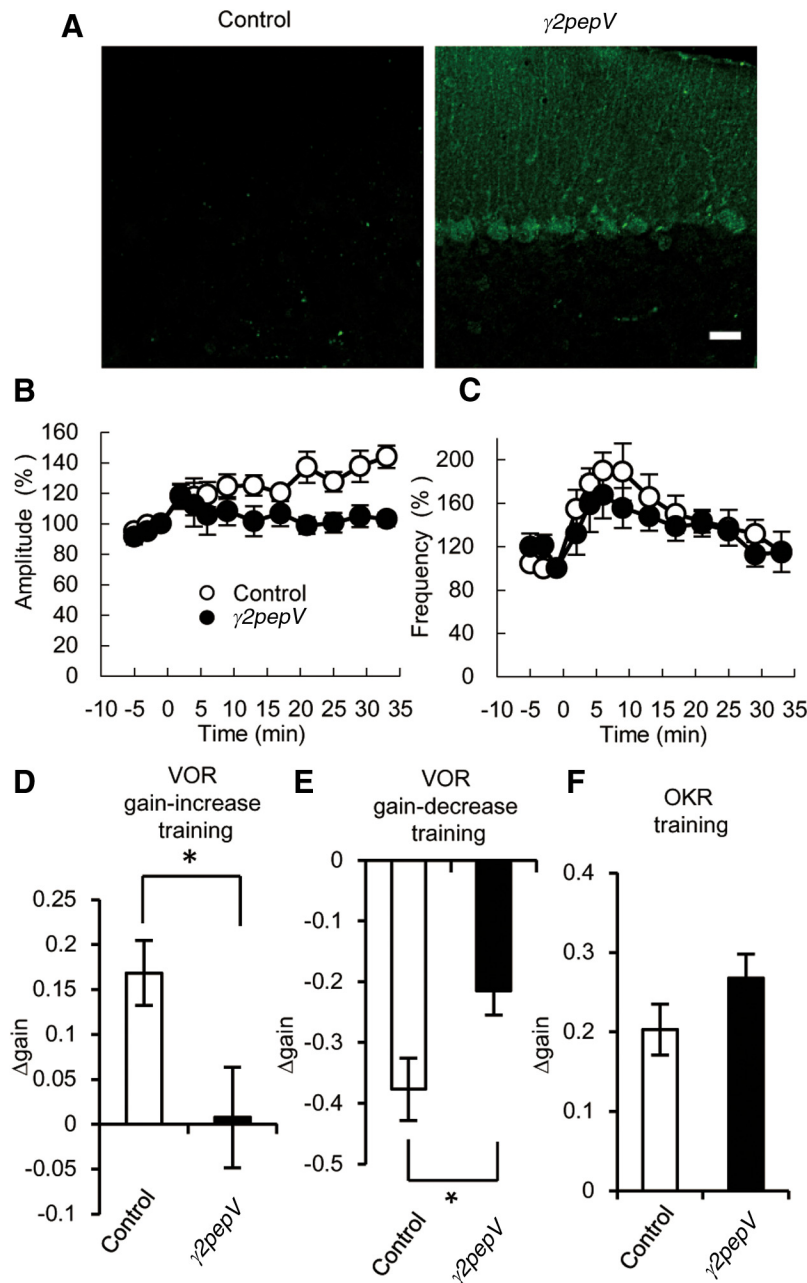 A
Control
γ2pepV
B
C
160
140
120
100
80
60
40
20
0
Amplitude (%)
Control
γ2pepV
-10 -5 0 5 10 15 20 25 30 35
Time (min)
200
160
120
80
40
0
Frequency (%)
-10 -5 0 5 10 15 20 25 30 35
Time (min)
D
VOR
gain-increase
training
*
0.25
0.2
0.15
0.1
0.05
0
-0.05
-0.1
Δgain
Control
γ2pepV
E
VOR
gain-decrease
training
0
-0.1
-0.2
-0.3
-0.4
-0.5
Δgain
*
Control
γ2pepV
F
OKR
training
0.4
0.3
0.2
0.1
0
Δgain
Control
γ2pepV